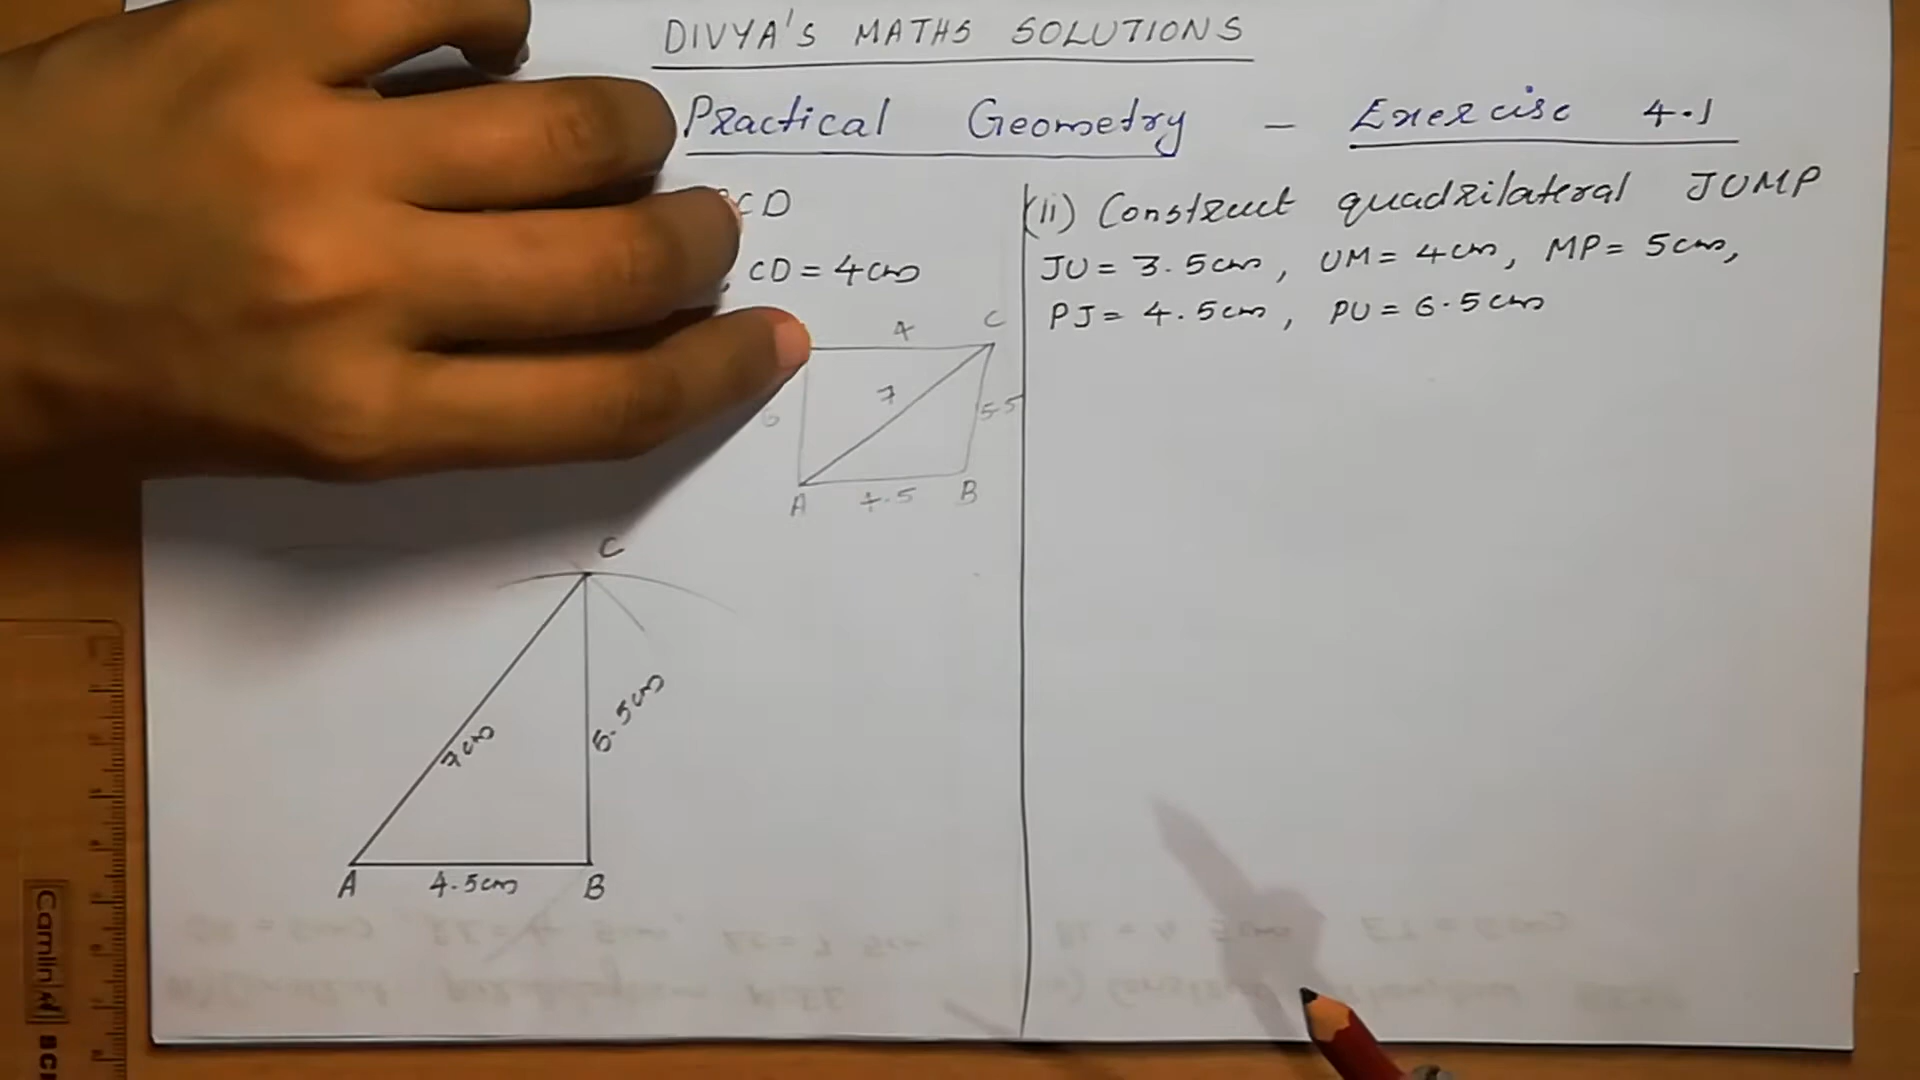 DIVYA'S MATHS SOLUTIONS
Practical Geometry - Exercise 4.1
CD
, CD = 4cm
4
C
7
6
5.5
A
4.5
B
C
7cm
5.5cm
A
4.5cm
B
(ii) Construct quadrilateral JUMP
JU = 3.5cm, UM = 4cm, MP = 5cm,
PJ = 4.5cm, PU = 6.5cm
Camlin